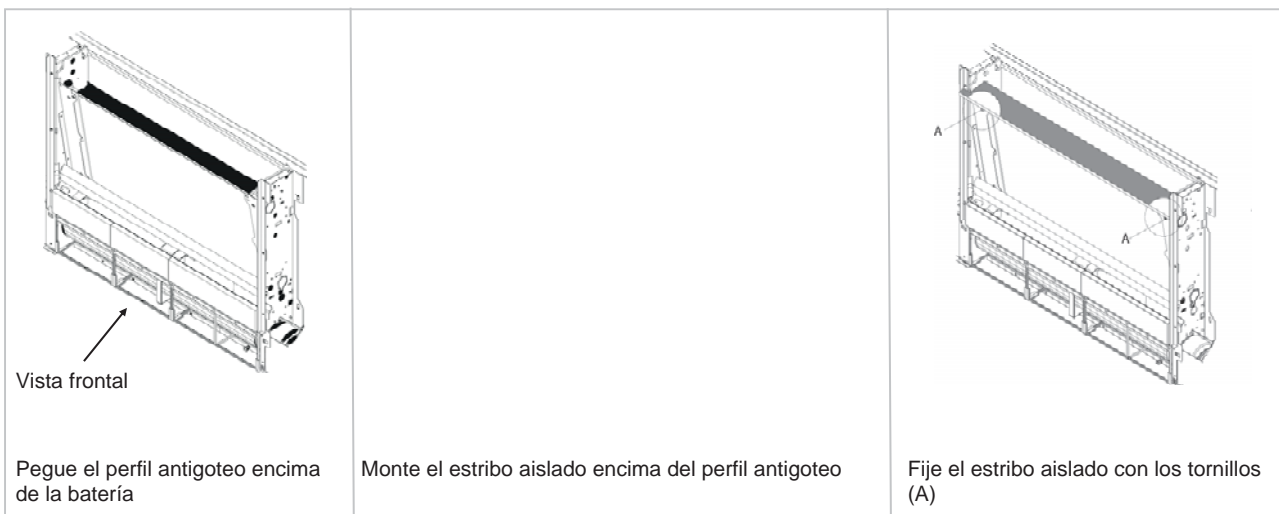 A
A
Vista frontal
Pegue el perfil antigoteo encima
de la batería
Monte el estribo aislado encima del perfil antigoteo
Fije el estribo aislado con los tornillos
(A)